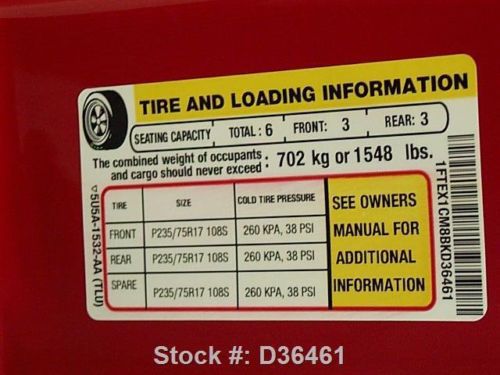 TIRE AND LOADING INFORMATION
SEATING CAPACITY TOTAL : 6 FRONT: 3 REAR: 3
The combined weight of occupants
and cargo should never exceed : 702 kg or 1548 lbs.
TIRE SIZE COLD TIRE PRESSURE
FRONT P235/75R17 108S 260 KPA, 38 PSI
REAR P235/75R17 108S 260 KPA, 38 PSI
SPARE P235/75R17 108S 260 KPA, 38 PSI
SEE OWNERS
MANUAL FOR
ADDITIONAL
INFORMATION
5U5A-1532-AA (TLU)
1FTEX1CM8BKD36461
Stock #: D36461